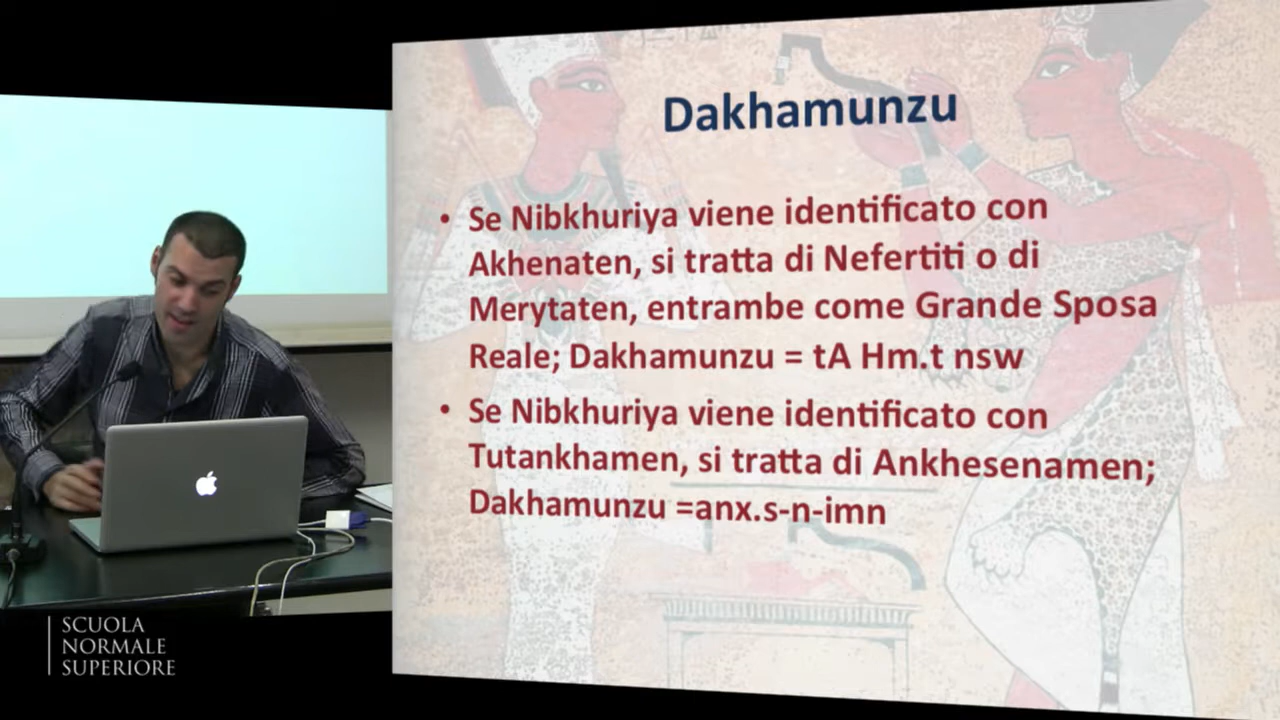 Dakhamunzu
• Se Nibkhuriya viene identificato con
Akhenaten, si tratta di Nefertiti o di
Merytaten, entrambe come Grande Sposa
Reale; Dakhamunzu = tA Hm.t nsw
• Se Nibkhuriya viene identificato con
Tutankhamen, si tratta di Ankhesenamen;
Dakhamunzu =anx.s-n-imn
SCUOLA
NORMALE
SUPERIORE